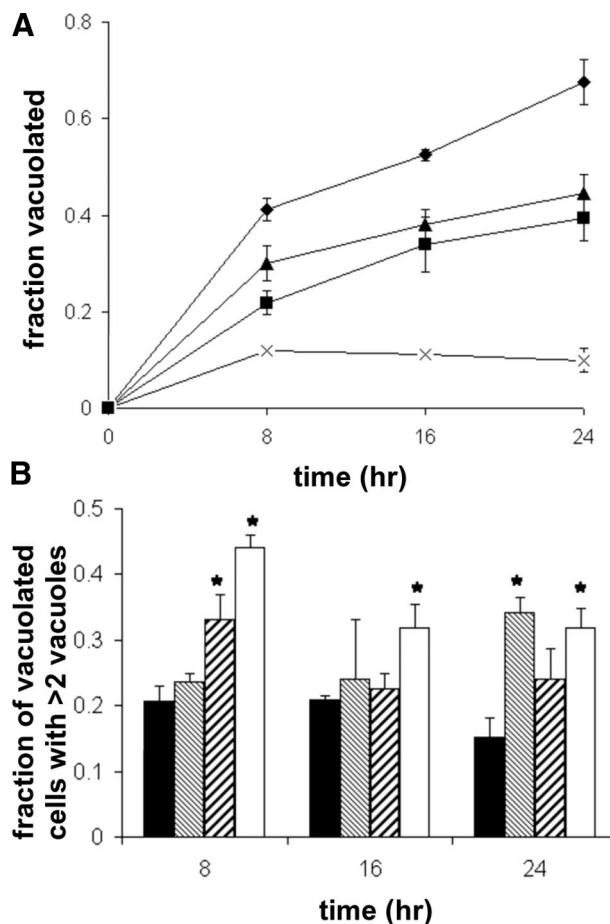 A
0.8
0.6
0.4
0.2
0
fraction vacuolated
0 8 16 24
time (hr)
B
0.5
0.4
0.3
0.2
0.1
0
fraction of vacuolated
cells with >2 vacuoles
* * * * *
8 16 24
time (hr)